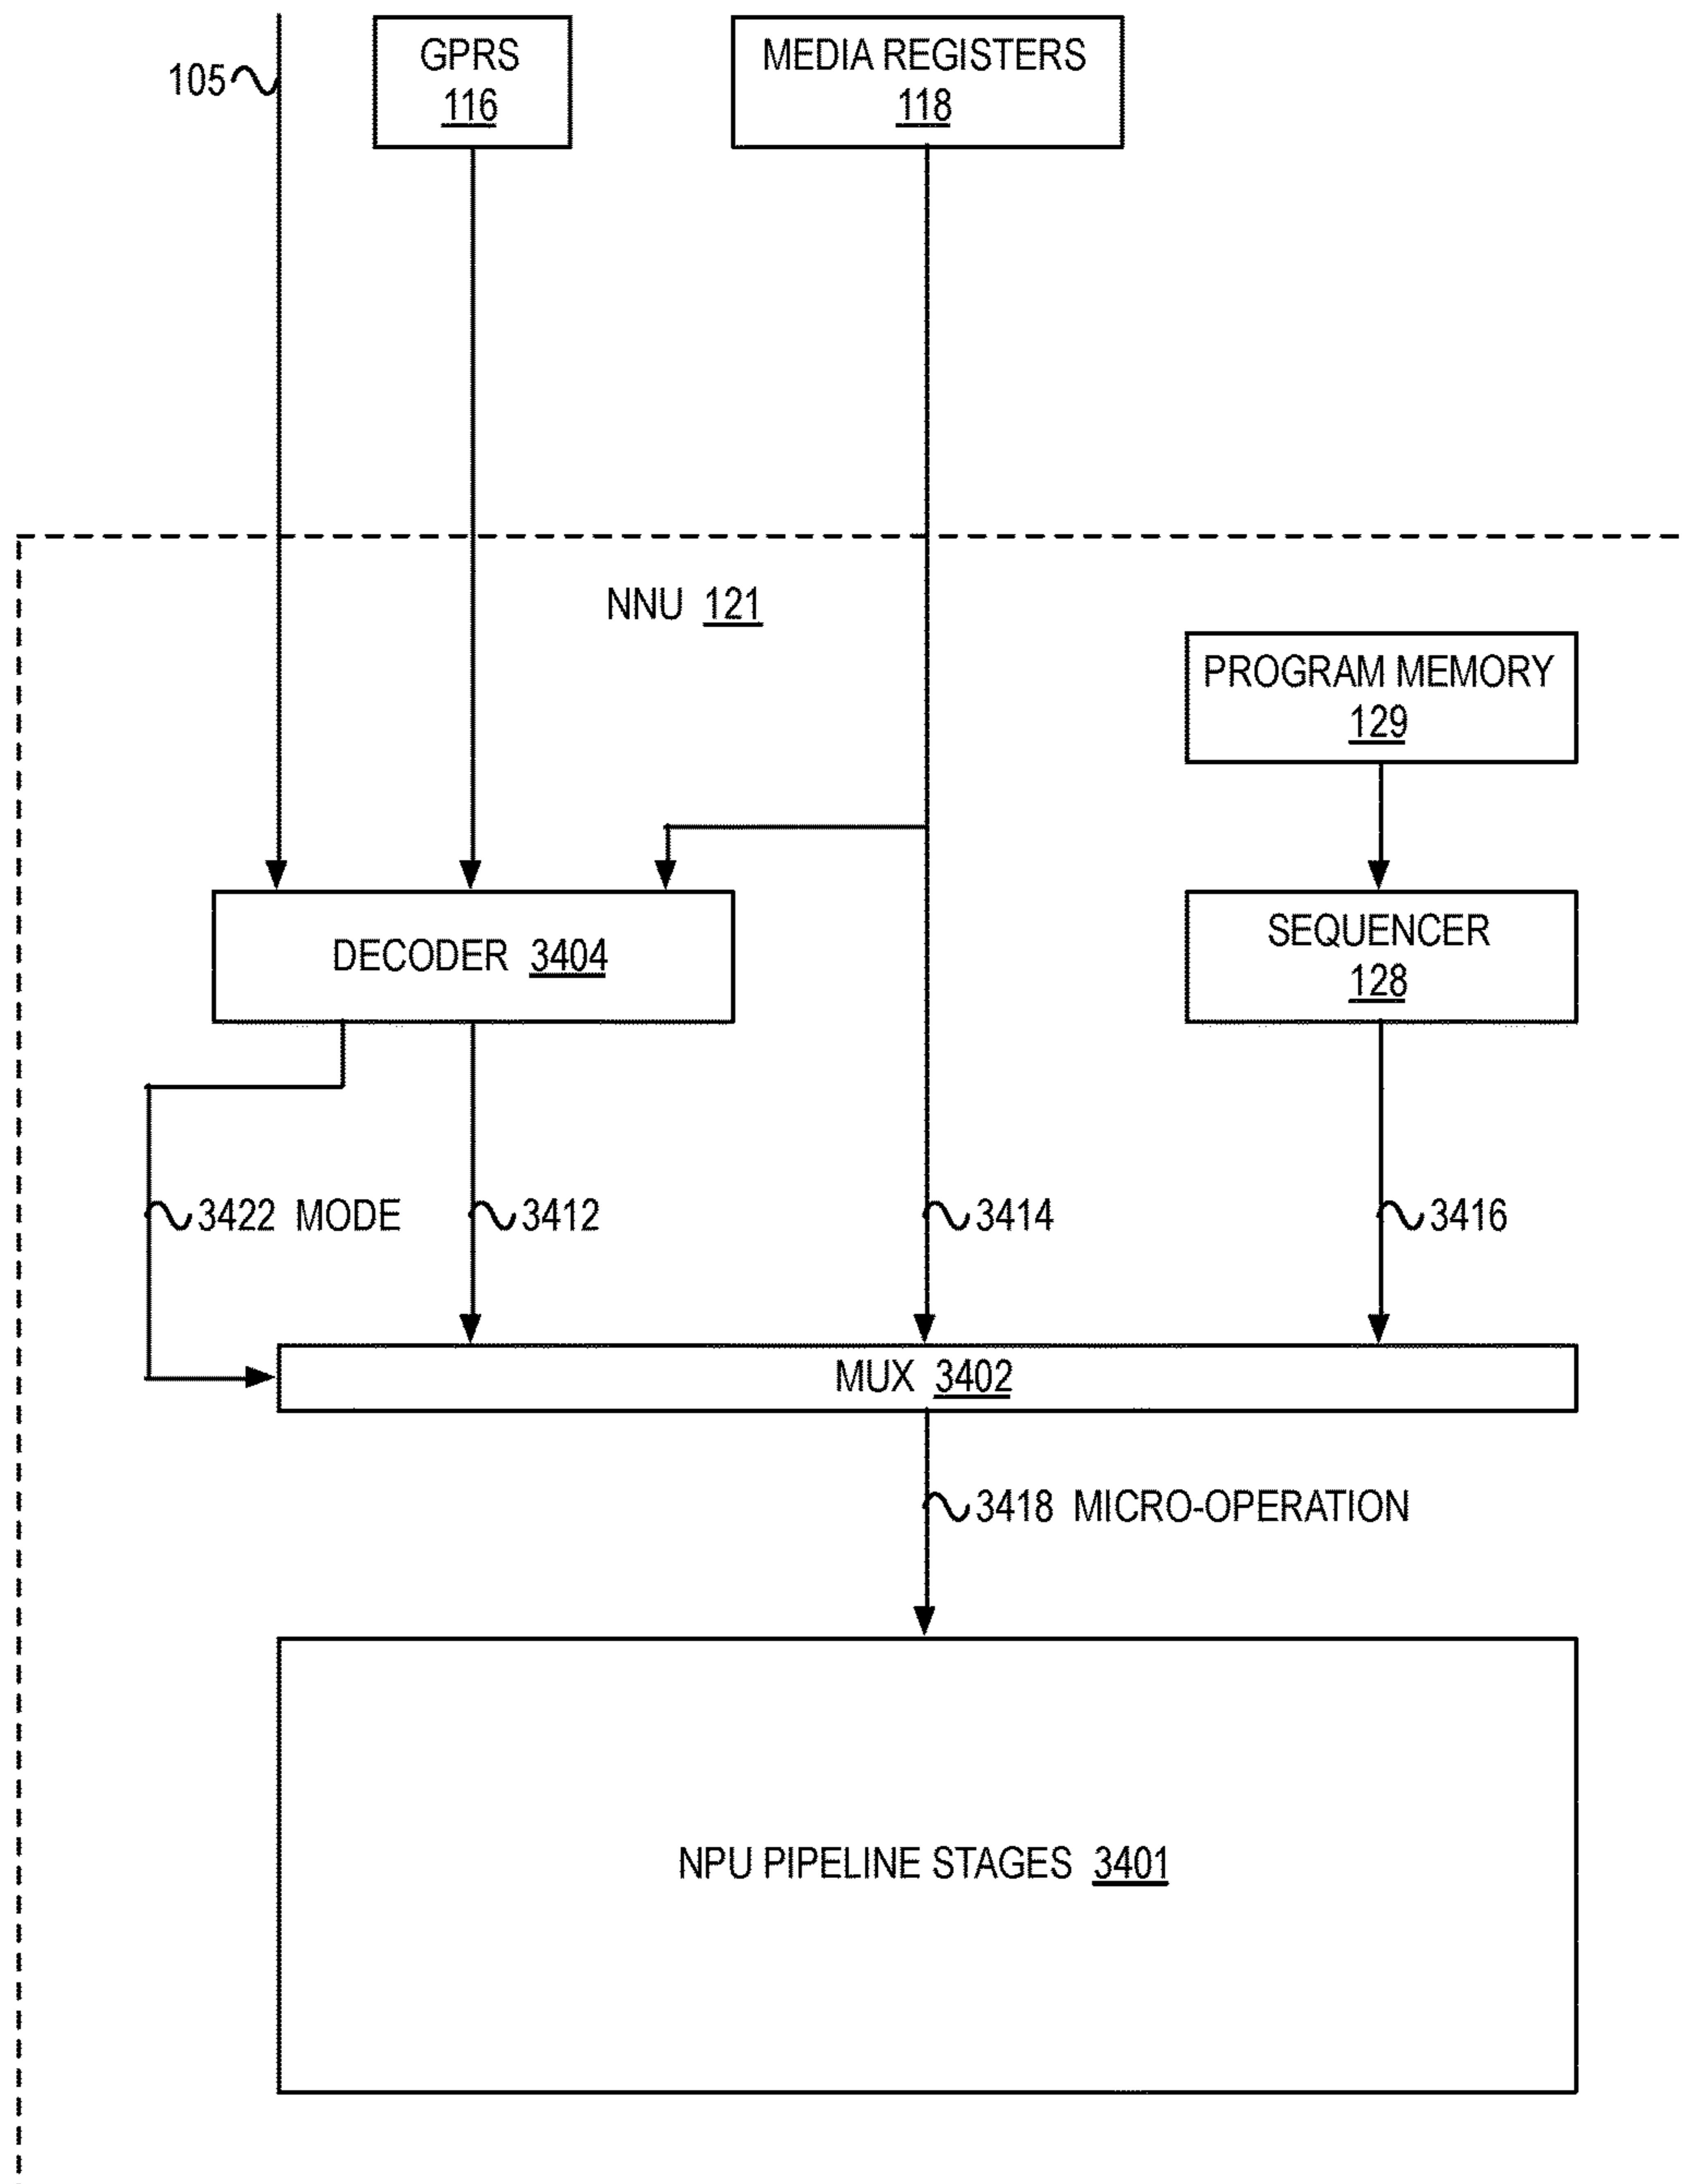 105
GPRS
116
MEDIA REGISTERS
118
NNU 121
PROGRAM MEMORY
129
DECODER 3404
SEQUENCER
128
3422 MODE
3412
3414
3416
MUX 3402
3418 MICRO-OPERATION
NPU PIPELINE STAGES 3401